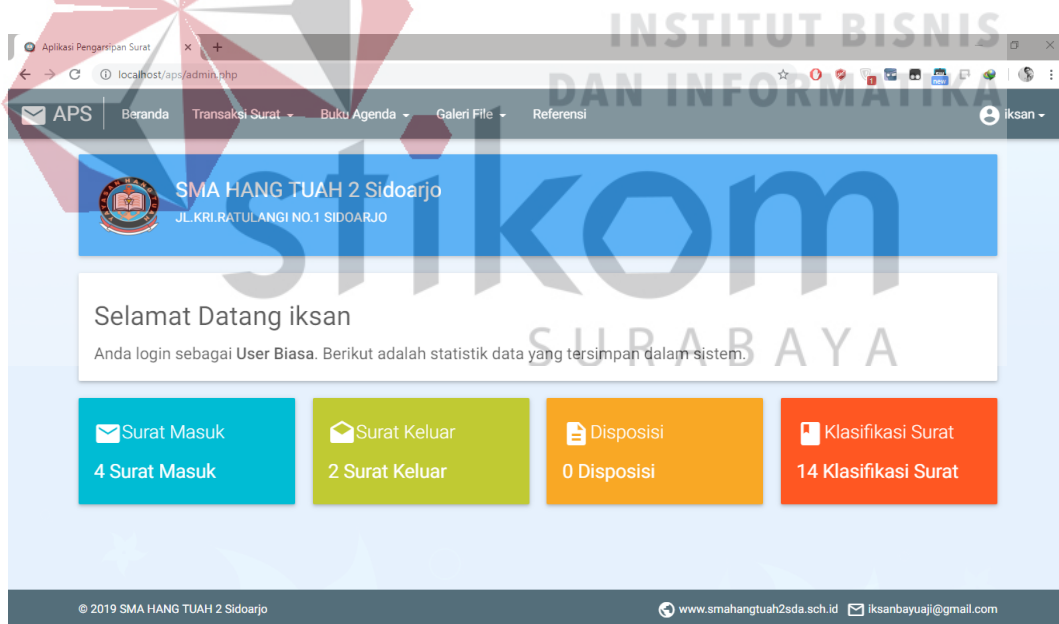 INSTITUT BISNIS
DAN INFORMATIKA
stikom
SURABAYA
Aplikasi Pengarsipan Surat
localhost/aps/admin.php
APS
Beranda
Transaksi Surat
Buku Agenda
Galeri File
Referensi
iksan
SMA HANG TUAH 2 Sidoarjo
JL.KRI.RATULANGI NO.1 SIDOARJO
Selamat Datang iksan
Anda login sebagai User Biasa. Berikut adalah statistik data yang tersimpan dalam sistem.
Surat Masuk
4 Surat Masuk
Surat Keluar
2 Surat Keluar
Disposisi
0 Disposisi
Klasifikasi Surat
14 Klasifikasi Surat
© 2019 SMA HANG TUAH 2 Sidoarjo
www.smahangtuah2sda.sch.id
iksanbayuaji@gmail.com